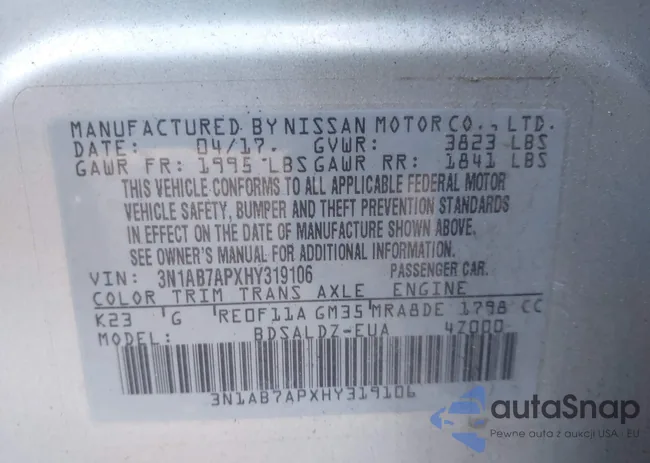 MANUFACTURED BY NISSAN MOTOR CO., LTD.
DATE: 04/17. GVWR: 3823 LBS
GAWR FR: 1995 LBS GAWR RR: 1841 LBS
THIS VEHICLE CONFORMS TO ALL APPLICABLE FEDERAL MOTOR
VEHICLE SAFETY, BUMPER AND THEFT PREVENTION STANDARDS
IN EFFECT ON THE DATE OF MANUFACTURE SHOWN ABOVE.
SEE OWNER'S MANUAL FOR ADDITIONAL INFORMATION.
VIN: 3N1AB7APXHY319106 PASSENGER CAR.
COLOR TRIM TRANS AXLE ENGINE
K23 G RE0F11A GM35 MRA8DE 1798 CC
MODEL: BDSALDZ-EUA 4Z000
3N1AB7APXHY319106
autaSnap
Pewne auta z aukcji USA i EU